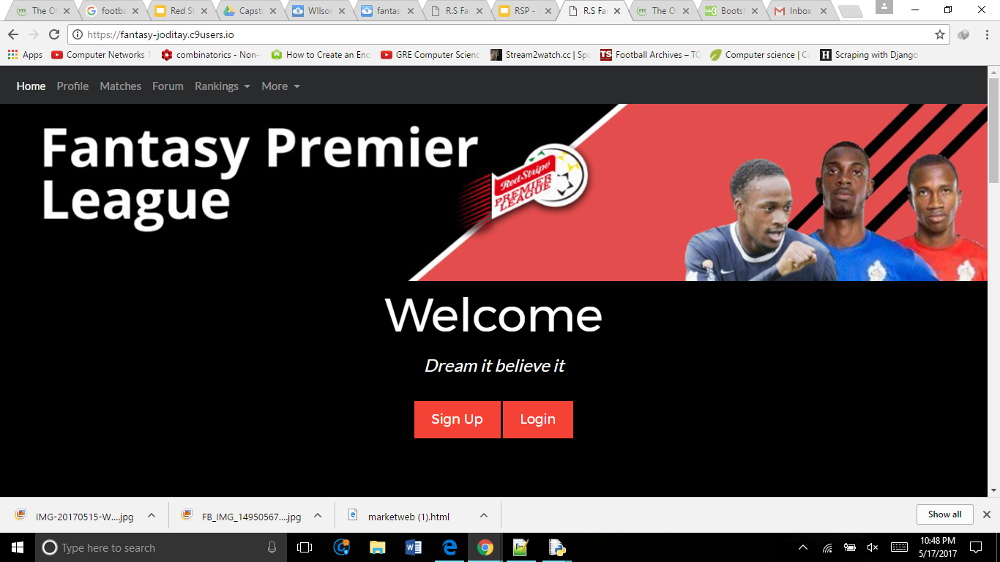 The Of
footba
Red St
Capst
WIlson
fantas
R.S Fa
RSP -
R.S Fa
The O
Bootst
Inbox
https://fantasy-joditay.c9users.io
Apps
Computer Networks
combinatorics - Non-
How to Create an Enc
GRE Computer Scienc
Stream2watch.cc | Spo
Football Archives – TC
Computer science | Co
Scraping with Django
Home Profile Matches Forum Rankings More
Fantasy Premier
League
Red Stripe
PREMIER
LEAGUE
Welcome
Dream it believe it
Sign Up
Login
IMG-20170515-W....jpg
FB_IMG_14950567....jpg
marketweb (1).html
Show all
Type here to search
10:48 PM
5/17/2017